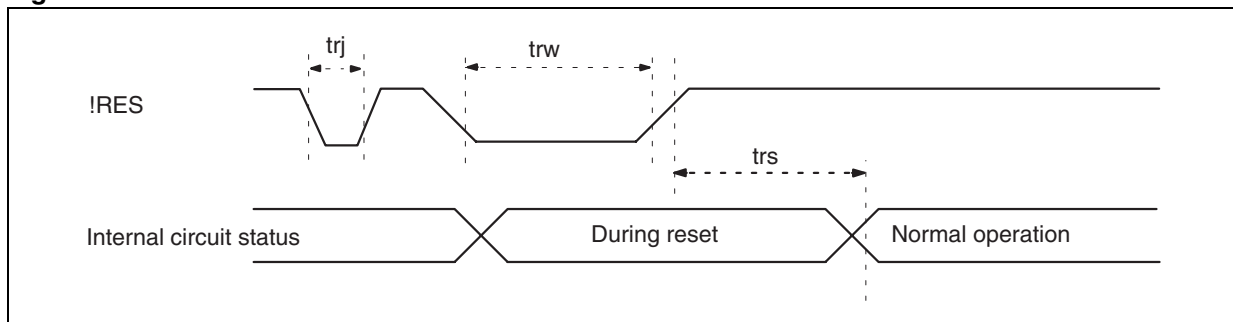 trj
trw
!RES
trs
Internal circuit status
During reset
Normal operation